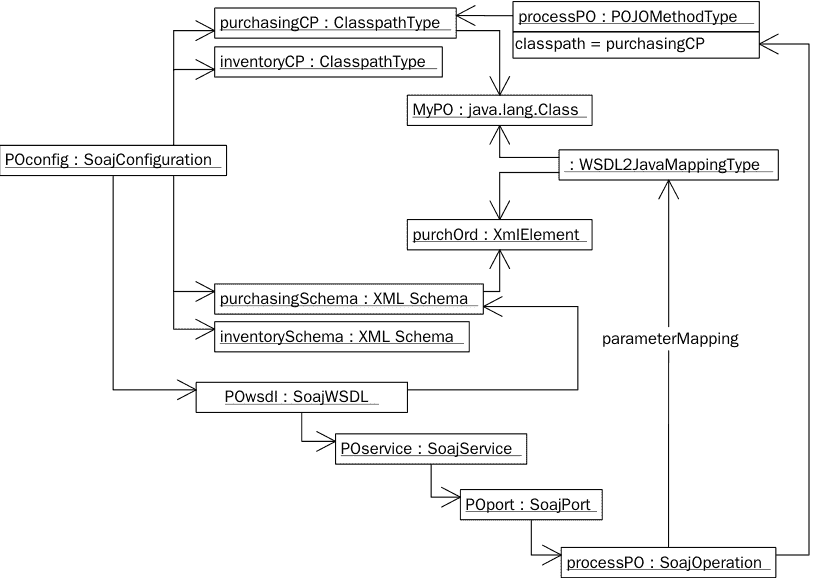 purchasingCP : ClasspathType
processPO : POJOMethodType
classpath = purchasingCP
inventoryCP : ClasspathType
MyPO : java.lang.Class
POconfig : SoajConfiguration
: WSDL2JavaMappingType
purchOrd : XmlElement
purchasingSchema : XML Schema
inventorySchema : XML Schema
parameterMapping
POwsdl : SoajWSDL
POservice : SoajService
POport : SoajPort
processPO : SoajOperation